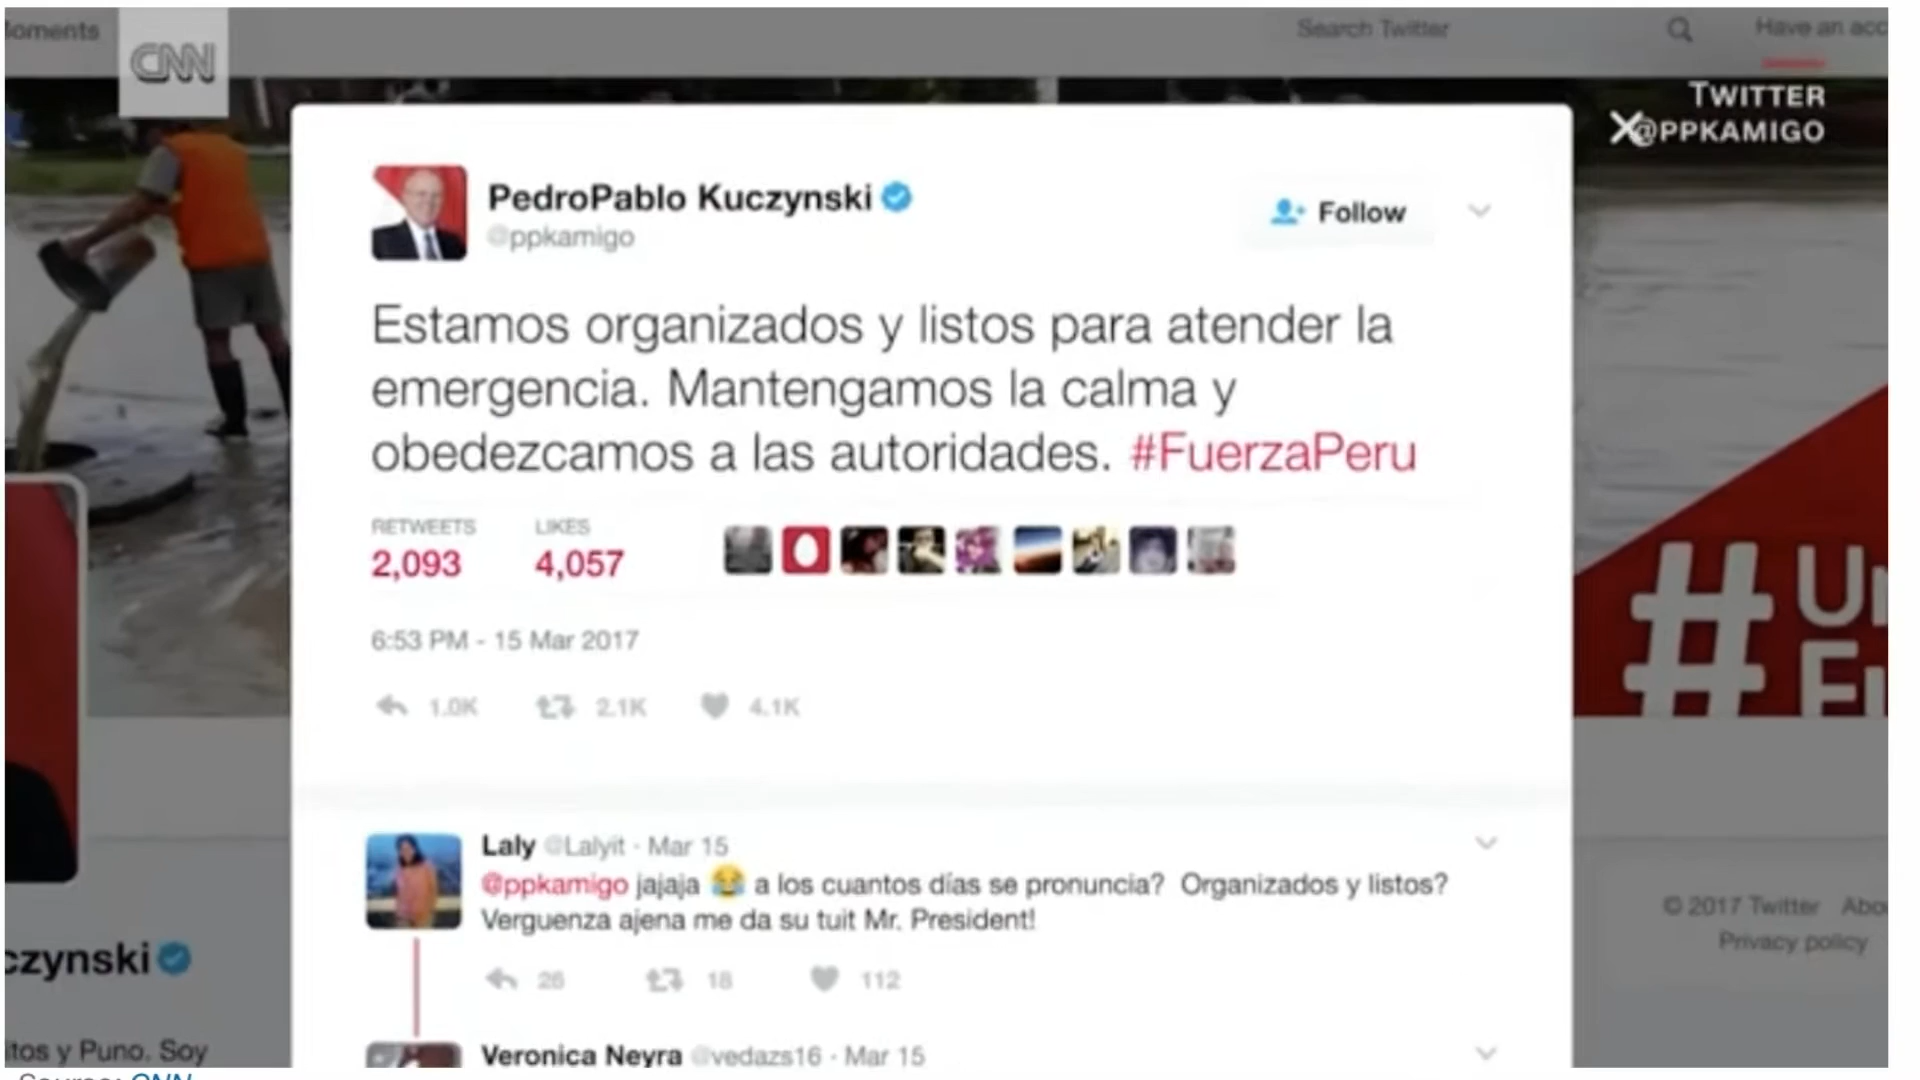 oments
CNN
Search Twitter
Have an acc
TWITTER
@PPKAMIGO
PedroPablo Kuczynski
@ppkamigo
Follow
Estamos organizados y listos para atender la
emergencia. Mantengamos la calma y
obedezcamos a las autoridades. #FuerzaPeru
RETWEETS LIKES
2,093 4,057
6:53 PM - 15 Mar 2017
1.0K 2.1K 4.1K
Laly @Lalyit · Mar 15
@ppkamigo jajaja 😂 a los cuantos días se pronuncia? Organizados y listos?
Verguenza ajena me da su tuit Mr. President!
26 18 112
Veronica Neyra @vedazs16 · Mar 15
czynski
itos y Puno. Soy
# Un
Fu
© 2017 Twitter Abo
Privacy policy
Source: CNN